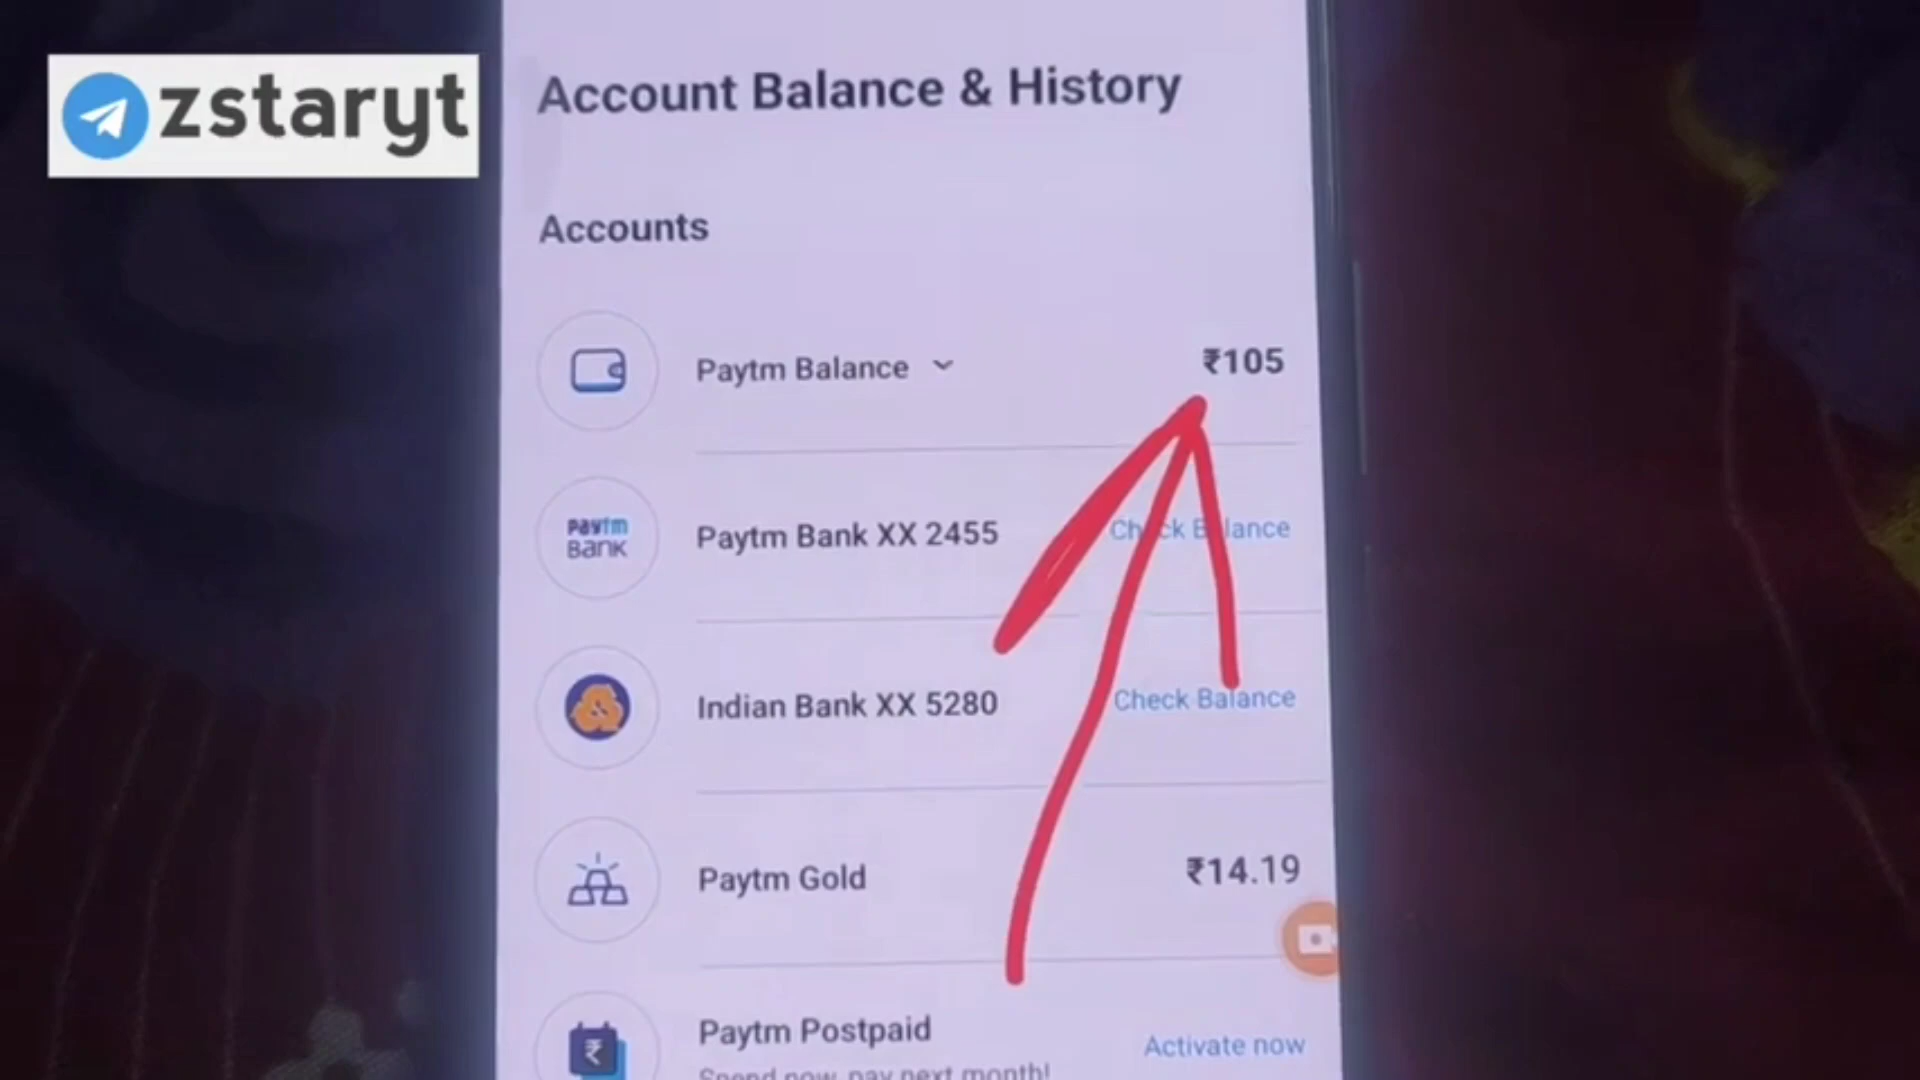 zstaryt
Account Balance & History
Accounts
Paytm Balance ₹105
Paytm Bank
Paytm Bank XX 2455 Check Balance
Indian Bank XX 5280 Check Balance
Paytm Gold ₹14.19
Paytm Postpaid Activate now
Spend now, pay next month!